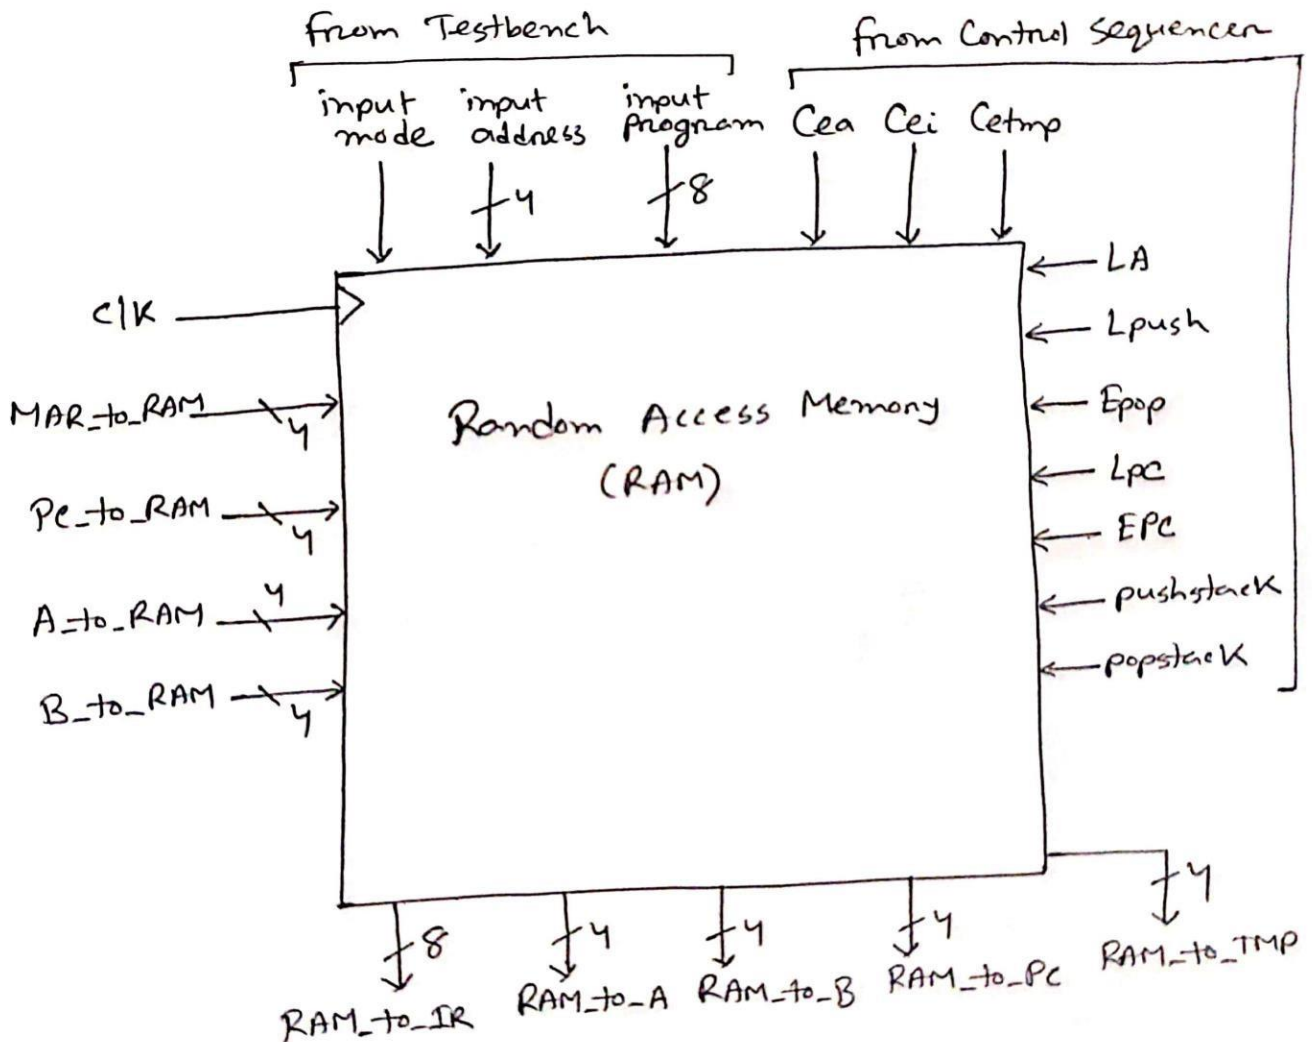 from Testbench
from Control Sequencer
input mode
input address
input program
Cea
Cei
Cetmp
4
8
clk
LA
Lpush
MAR_to_RAM
4
Random Access Memory
(RAM)
Epop
Lpc
PC_to_RAM
4
EPC
A_to_RAM
4
pushstack
popstack
B_to_RAM
4
8
RAM_to_IR
4
RAM_to_A
4
RAM_to_B
4
RAM_to_PC
4
RAM_to_TMP